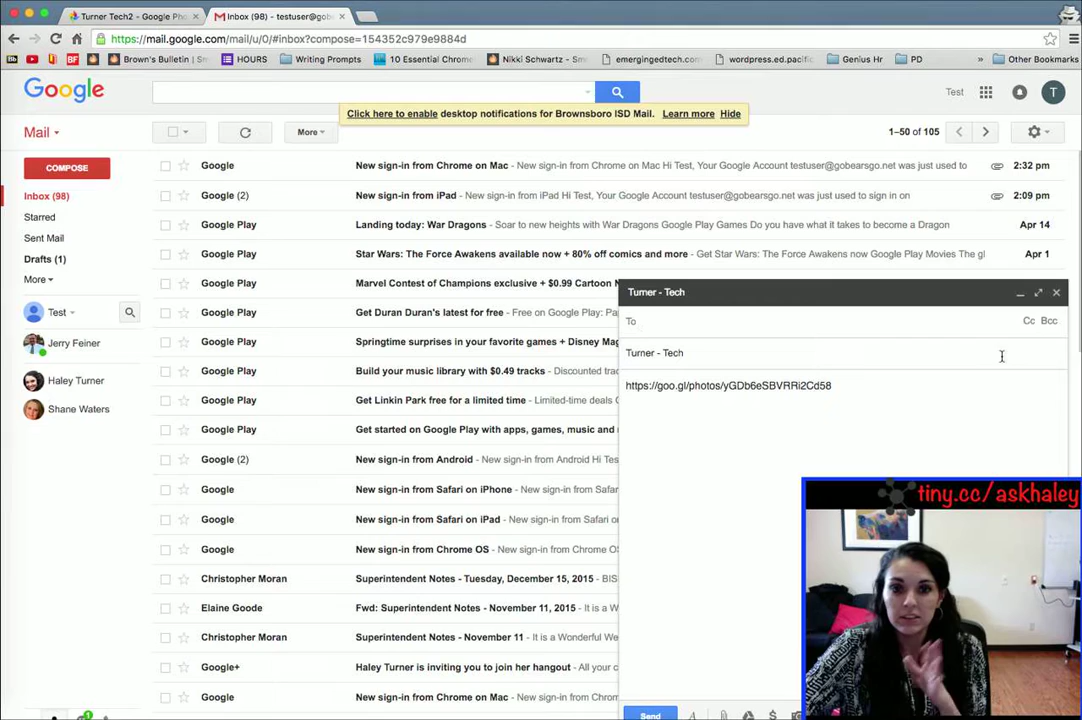 Turner Tech2 - Google Pho
Inbox (98) - testuser@gob
https://mail.google.com/mail/u/0/#inbox?compose=154352c979e9884d
Bb
BF
Brown's Bulletin | Sm
HOURS
Writing Prompts
10 Essential Chrome
Nikki Schwartz - Sm
emergingedtech.com
wordpress.ed.pacific
Genius Hr
PD
»
Other Bookmarks
Google
Test
T
Click here to enable desktop notifications for Brownsboro ISD Mail. Learn more Hide
Mail
More
1–50 of 105
COMPOSE
Inbox (98)
Starred
Sent Mail
Drafts (1)
More
Test
Jerry Feiner
Haley Turner
Shane Waters
Google New sign-in from Chrome on Mac - New sign-in from Chrome on Mac Hi Test, Your Google Account testuser@gobearsgo.net was just used to 2:32 pm
Google (2) New sign-in from iPad - New sign-in from iPad Hi Test, Your Google Account testuser@gobearsgo.net was just used to sign in on 2:09 pm
Google Play Landing today: War Dragons - Soar to new heights with War Dragons Google Play Games Do you have what it takes to become a Dragon Apr 14
Google Play Star Wars: The Force Awakens available now + 80% off comics and more - Get Star Wars: The Force Awakens now Google Play Movies The gl Apr 1
Google Play Marvel Contest of Champions exclusive + $0.99 Cartoon N
Google Play Get Duran Duran's latest for free - Free on Google Play: Pa
Google Play Springtime surprises in your favorite games + Disney Mag
Google Play Build your music library with $0.49 tracks - Discounted trac
Google Play Get Linkin Park free for a limited time - Limited-time deals
Google Play Get started on Google Play with apps, games, music and
Google (2) New sign-in from Android - New sign-in from Android Hi Tes
Google New sign-in from Safari on iPhone - New sign-in from Safar
Google New sign-in from Safari on iPad - New sign-in from Safari on
Google New sign-in from Chrome OS - New sign-in from Chrome OS
Christopher Moran Superintendent Notes - Tuesday, December 15, 2015 - BIS
Elaine Goode Fwd: Superintendent Notes - November 11, 2015 - It is a W
Christopher Moran Superintendent Notes - November 11 - It is a Wonderful We
Google+ Haley Turner is inviting you to join her hangout - All your c
Google New sign-in from Chrome on Mac - New sign-in from Chro
Turner - Tech
To
Cc Bcc
Turner - Tech
https://goo.gl/photos/yGDb6eSBVRRi2Cd58
Send
tiny.cc/askhaley